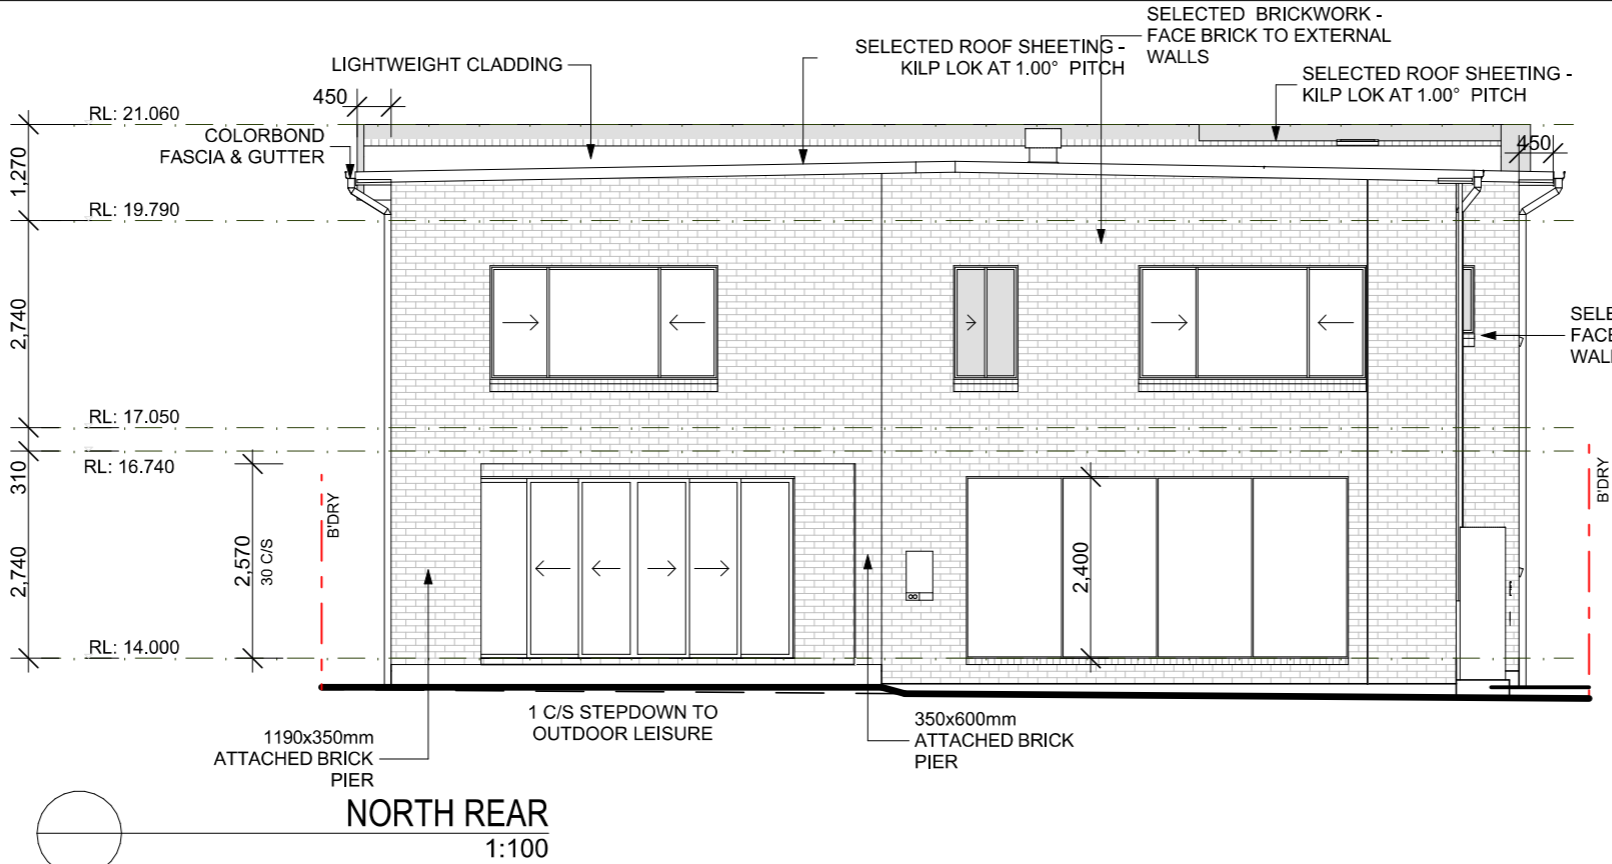 SELECTED BRICKWORK -
FACE BRICK TO EXTERNAL
WALLS
SELECTED ROOF SHEETING -
KILP LOK AT 1.00° PITCH
LIGHTWEIGHT CLADDING
SELECTED ROOF SHEETING -
KILP LOK AT 1.00° PITCH
450
RL: 21.060
COLORBOND
FASCIA & GUTTER
450
1,270
RL: 19.790
2,740
SELE
FACE
WALL
RL: 17.050
310
RL: 16.740
B'DRY
B'DRY
2,570
30 C/S
2,400
2,740
RL: 14.000
1 C/S STEPDOWN TO
OUTDOOR LEISURE
350x600mm
ATTACHED BRICK
PIER
1190x350mm
ATTACHED BRICK
PIER
NORTH REAR
1:100